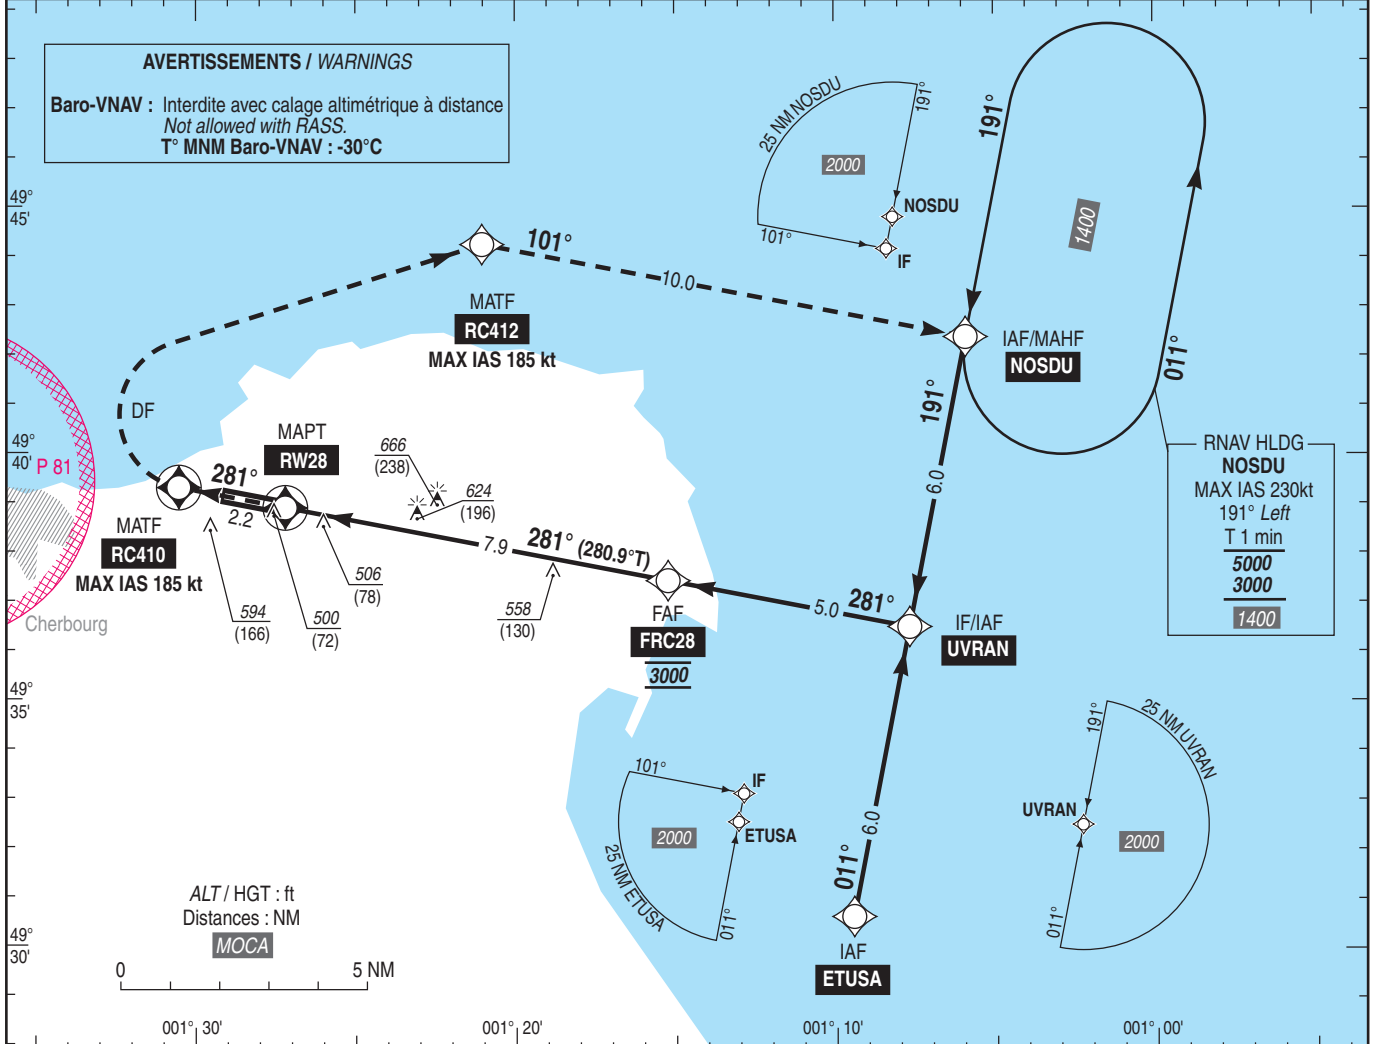 AVERTISSEMENTS / WARNINGS
Baro-VNAV : Interdite avec calage altimétrique à distance
Not allowed with RASS.
T° MNM Baro-VNAV : -30°C
25 NM NOSDU
191°
2000
NOSDU
101°
IF
191°
1400
011°
49°
45'
101°
10.0
MATF
RC412
MAX IAS 185 kt
IAF/MAHF
NOSDU
DF
191°
6.0
RNAV HLDG
NOSDU
MAX IAS 230kt
191° Left
T 1 min
5000
3000
1400
49°
40'
P 81
MAPT
RW28
281°
2.2
666
(238)
624
(196)
MATF
RC410
MAX IAS 185 kt
7.9
281° (280.9°T)
506
(78)
594
(166)
500
(72)
558
(130)
Cherbourg
FAF
FRC28
3000
5.0
281°
IF/IAF
UVRAN
49°
35'
101°
IF
2000
ETUSA
25 NM ETUSA
011°
6.0
011°
191°
25 NM UVRAN
UVRAN
2000
011°
ALT / HGT : ft
Distances : NM
MOCA
0
5 NM
49°
30'
IAF
ETUSA
001° 30'
001° 20'
001° 10'
001° 00'